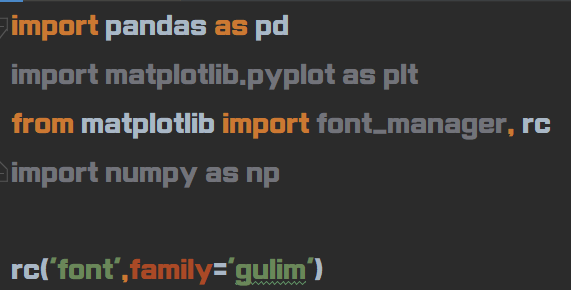 import pandas as pd
import matplotlib.pyplot as plt
from matplotlib import font_manager, rc
import numpy as np
rc('font',family='gulim')